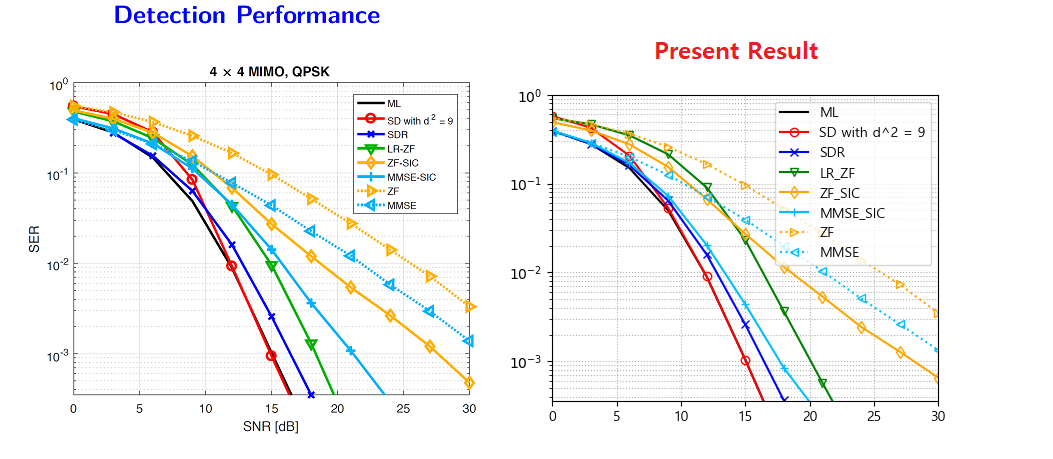 Detection Performance
Present Result
4 × 4 MIMO, QPSK
10^0
10^-1
10^-2
10^-3
SER
0 5 10 15 20 25 30
SNR [dB]
ML
SD with d^2 = 9
SDR
LR-ZF
ZF-SIC
MMSE-SIC
ZF
MMSE
10^0
10^-1
10^-2
10^-3
0 5 10 15 20 25 30
ML
SD with d^2 = 9
SDR
LR_ZF
ZF_SIC
MMSE_SIC
ZF
MMSE